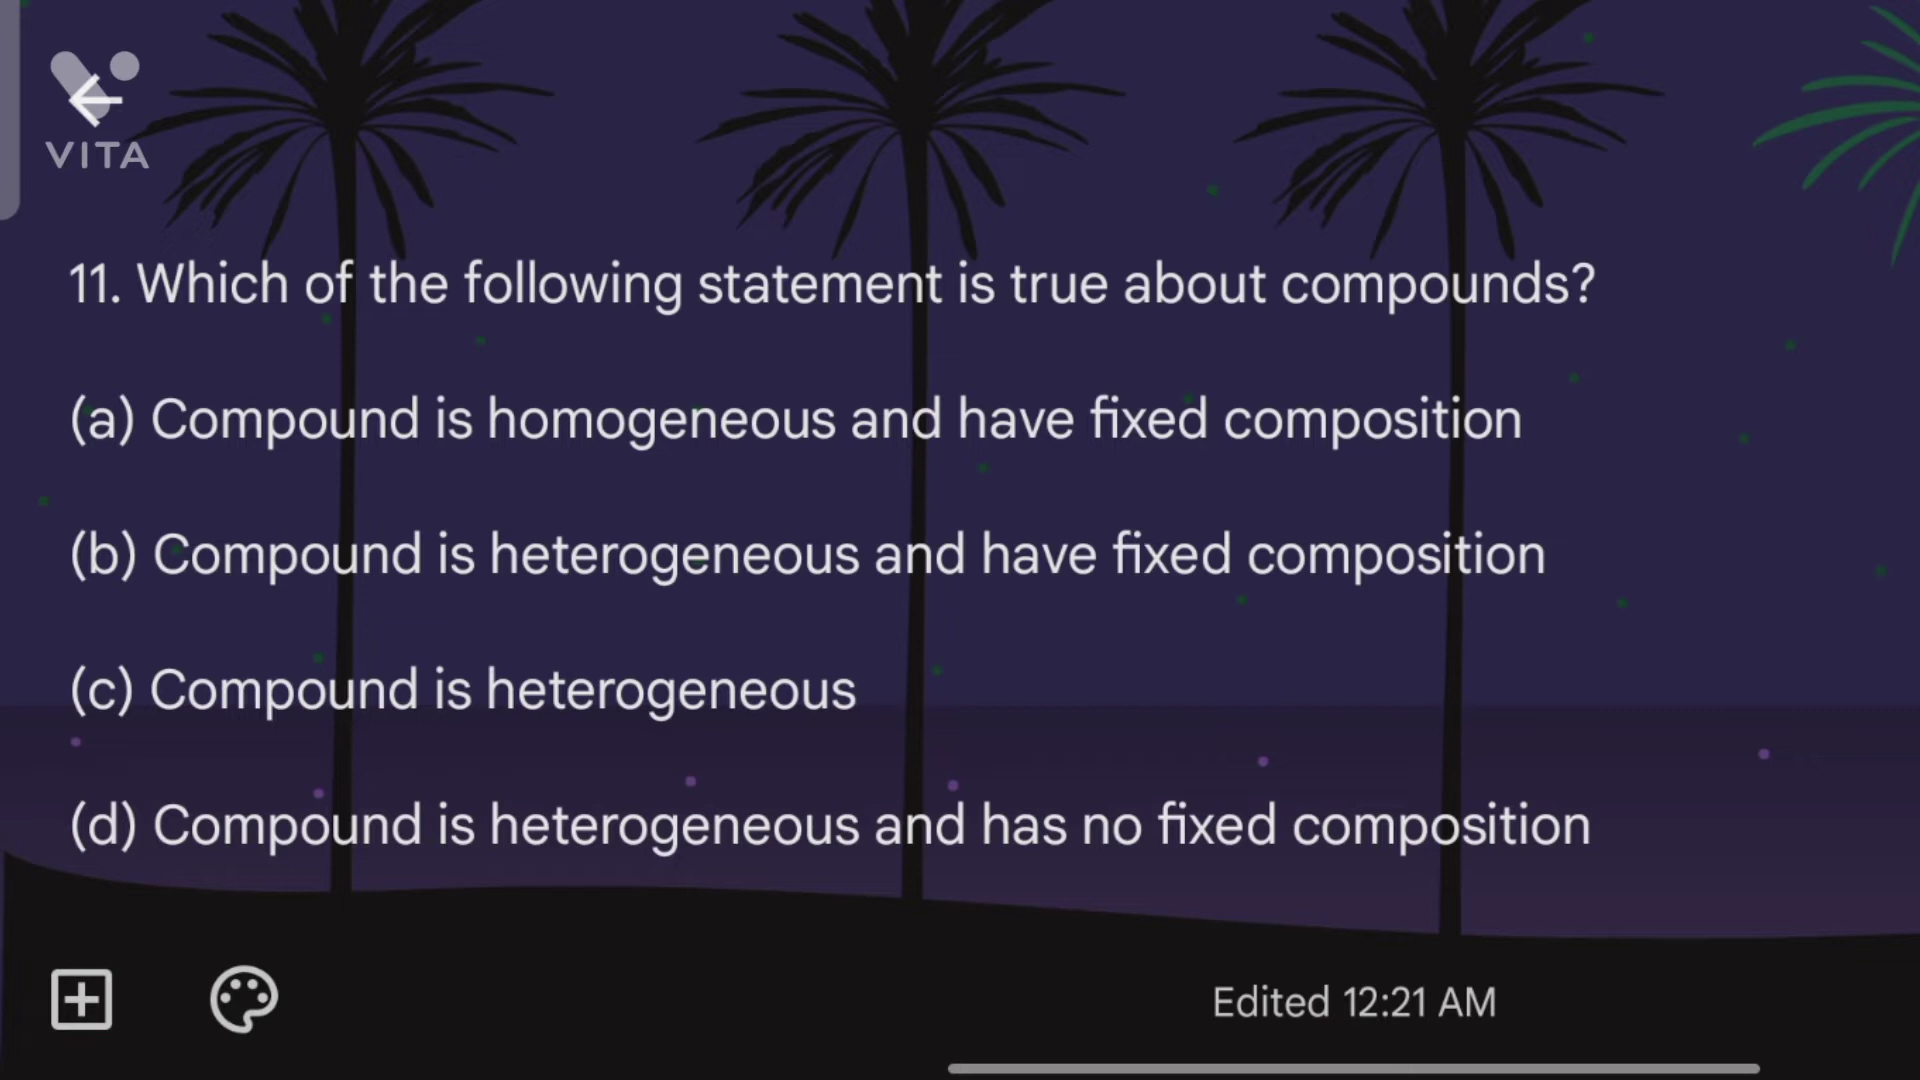 VITA
11. Which of the following statement is true about compounds?
(a) Compound is homogeneous and have fixed composition
(b) Compound is heterogeneous and have fixed composition
(c) Compound is heterogeneous
(d) Compound is heterogeneous and has no fixed composition
Edited 12:21 AM